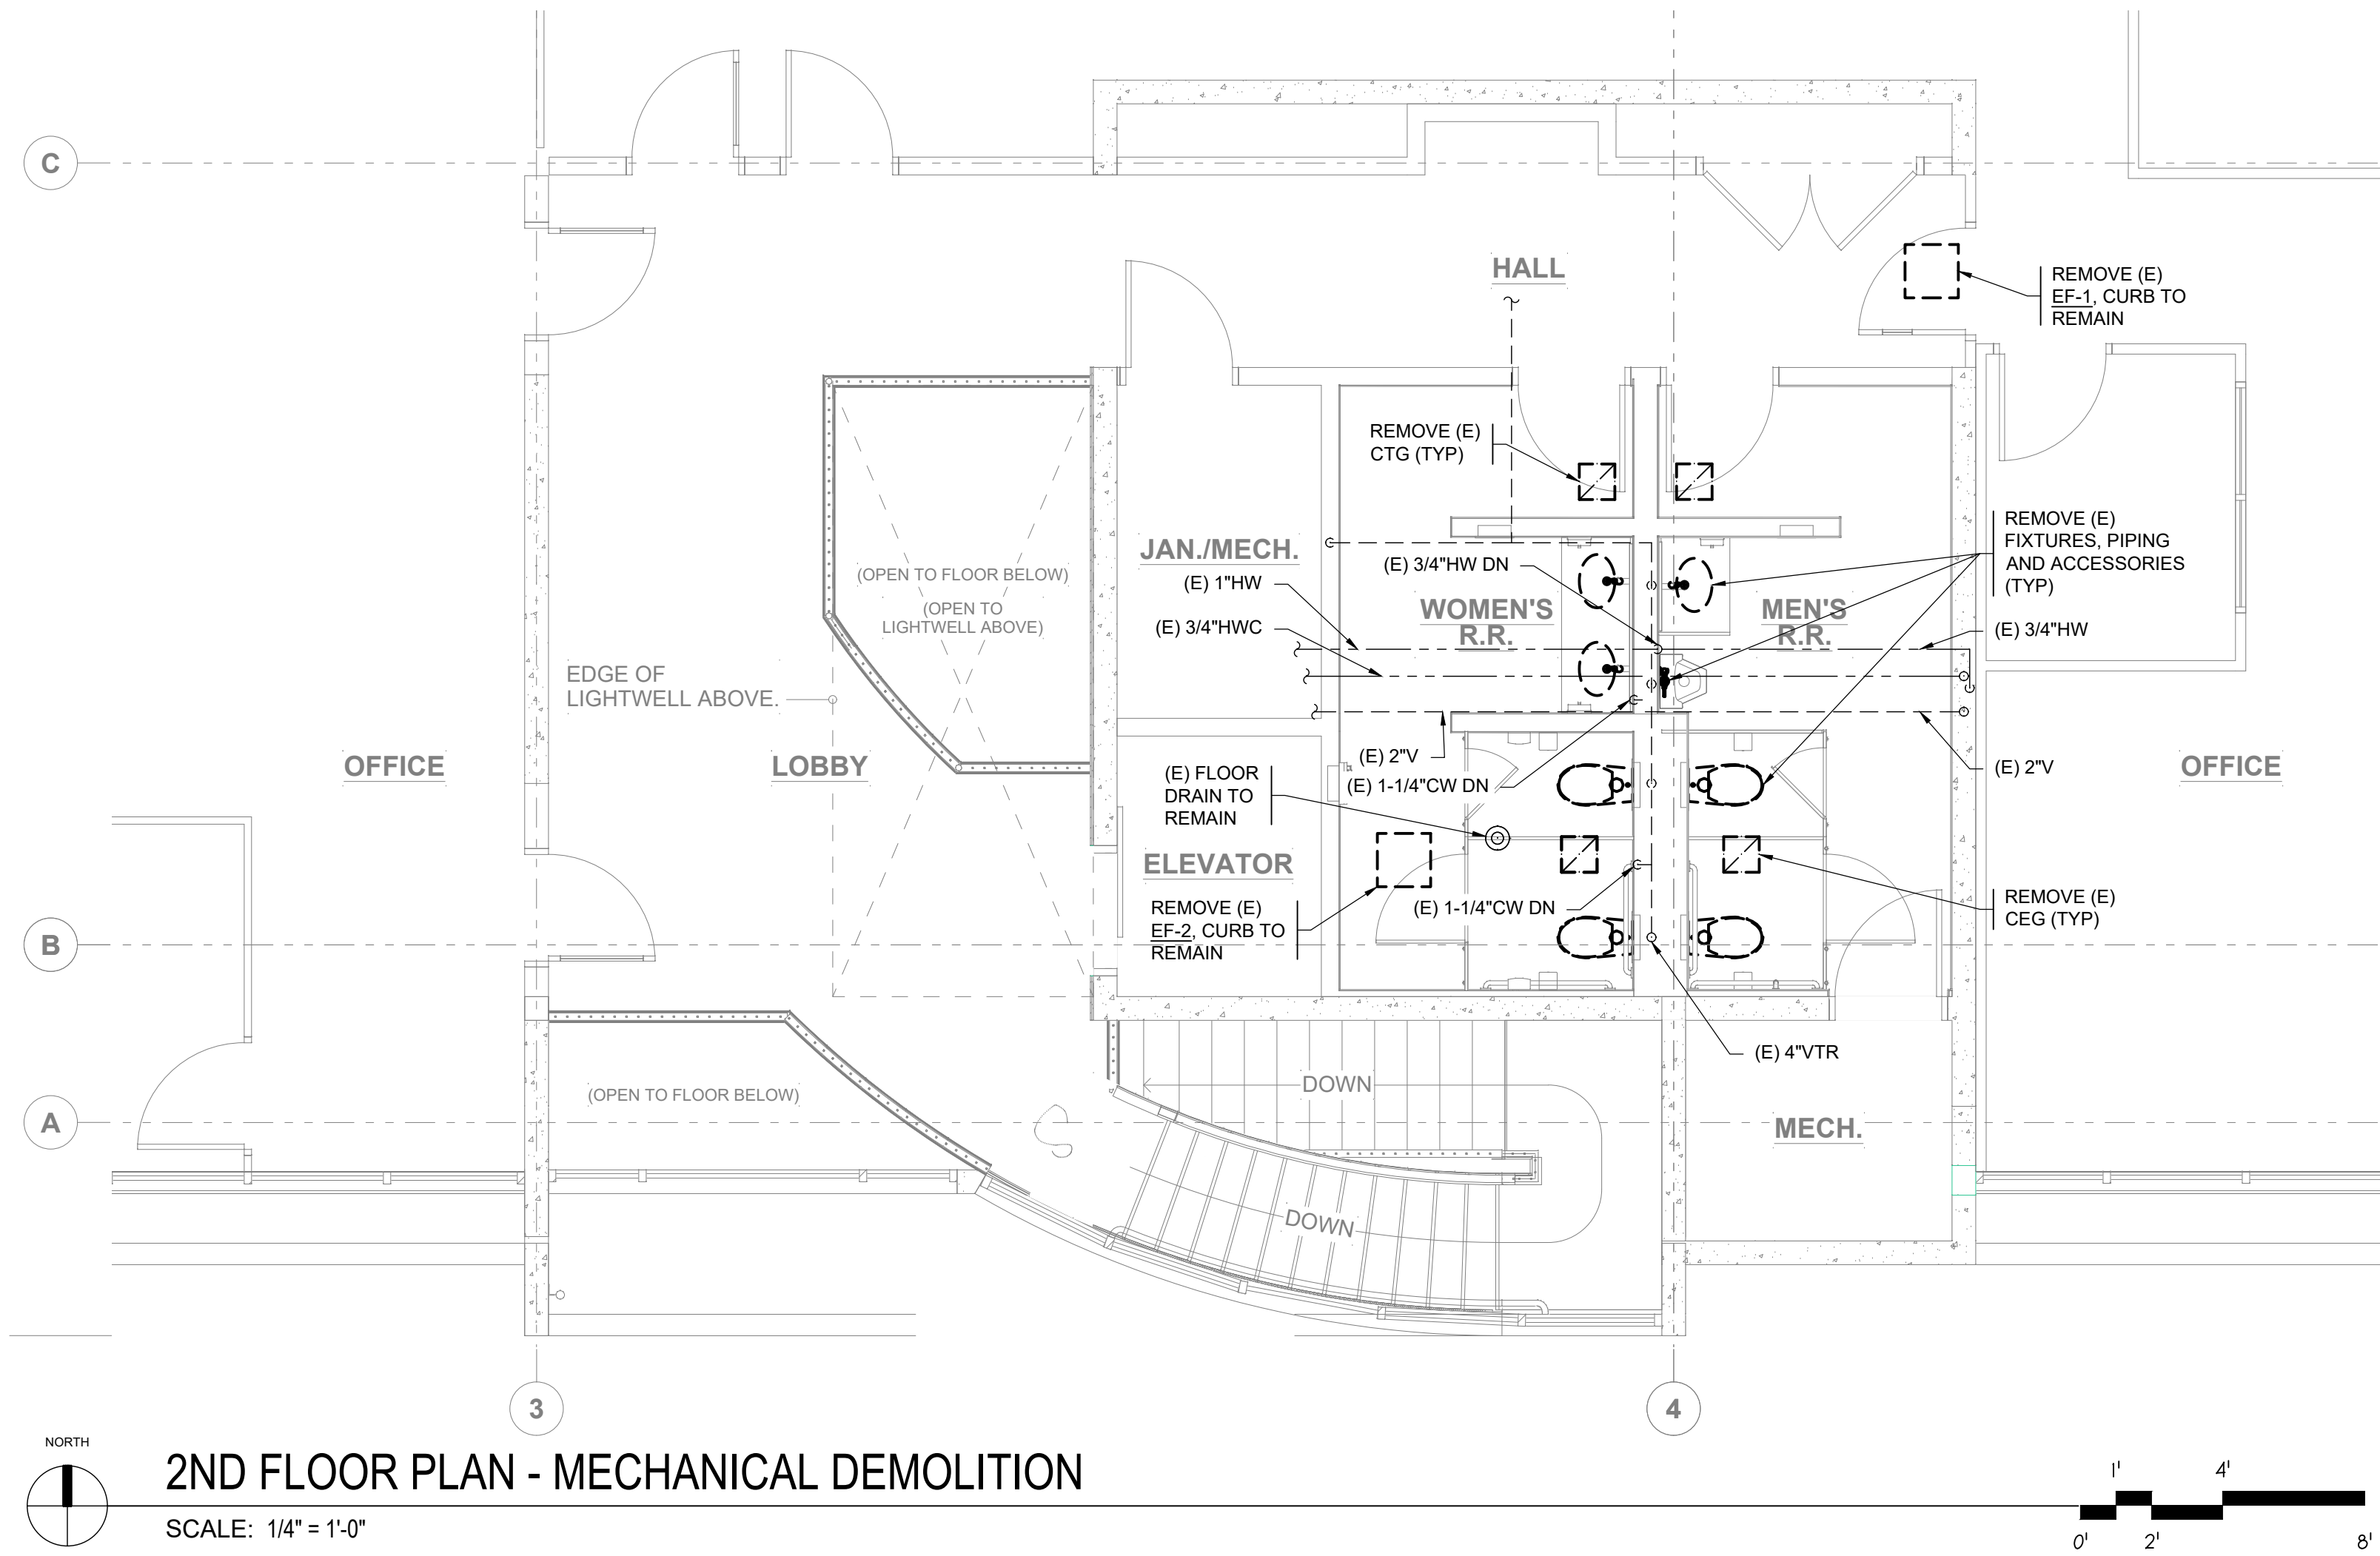 C
HALL
REMOVE (E)
EF-1, CURB TO
REMAIN
REMOVE (E)
CTG (TYP)
REMOVE (E)
FIXTURES, PIPING
AND ACCESSORIES
(TYP)
JAN./MECH.
(E) 1"HW
(E) 3/4"HWC
(E) 3/4"HW DN
WOMEN'S
R.R.
MEN'S
R.R.
(E) 3/4"HW
(OPEN TO FLOOR BELOW)
(OPEN TO
LIGHTWELL ABOVE)
EDGE OF
LIGHTWELL ABOVE.
OFFICE
LOBBY
(E) 2"V
(E) 1-1/4"CW DN
(E) 2"V
OFFICE
(E) FLOOR
DRAIN TO
REMAIN
ELEVATOR
REMOVE (E)
EF-2, CURB TO
REMAIN
(E) 1-1/4"CW DN
REMOVE (E)
CEG (TYP)
B
(E) 4"VTR
(OPEN TO FLOOR BELOW)
DOWN
A
MECH.
DOWN
3
4
NORTH
2ND FLOOR PLAN - MECHANICAL DEMOLITION
SCALE: 1/4" = 1'-0"
1' 4'
0' 2' 8'